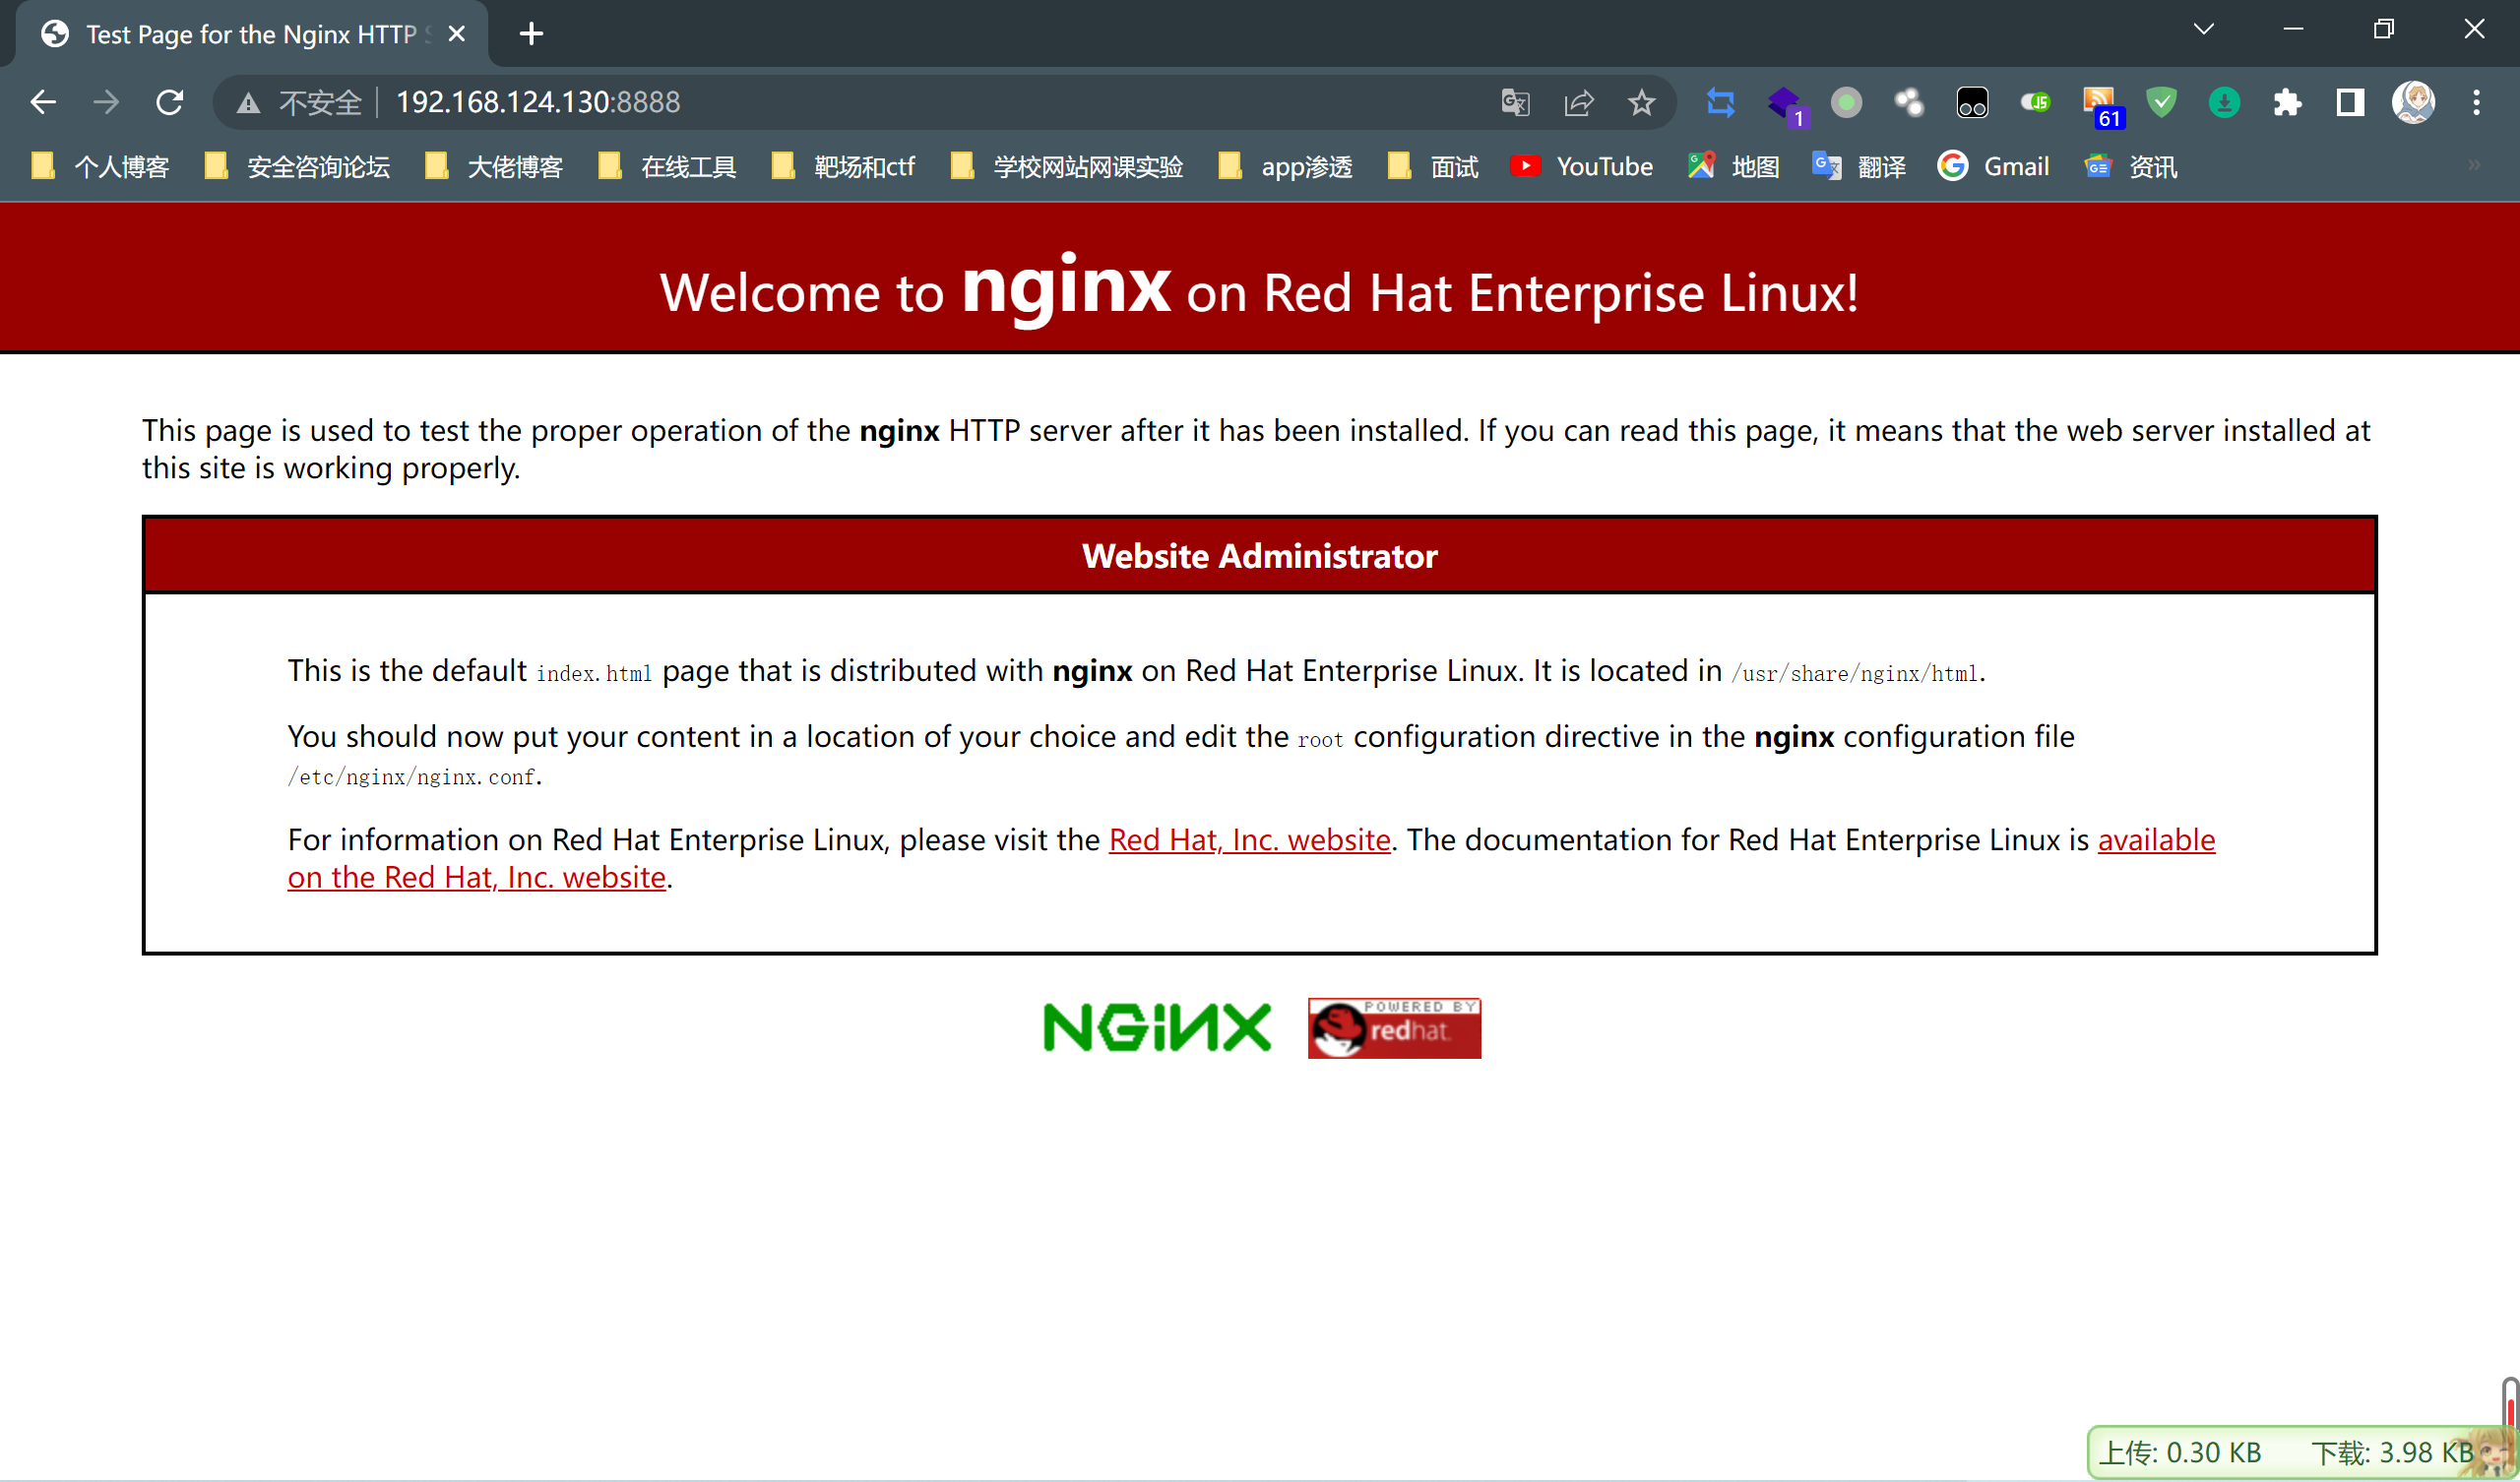 Test Page for the Nginx HTTP
不安全 192.168.124.130:8888
1
JS
61
个人博客 安全咨询论坛 大佬博客 在线工具 靶场和ctf 学校网站网课实验 app渗透 面试 YouTube 地图 翻译 Gmail 资讯
Welcome to nginx on Red Hat Enterprise Linux!
This page is used to test the proper operation of the nginx HTTP server after it has been installed. If you can read this page, it means that the web server installed at
this site is working properly.
Website Administrator
This is the default index.html page that is distributed with nginx on Red Hat Enterprise Linux. It is located in /usr/share/nginx/html.
You should now put your content in a location of your choice and edit the root configuration directive in the nginx configuration file
/etc/nginx/nginx.conf.
For information on Red Hat Enterprise Linux, please visit the Red Hat, Inc. website. The documentation for Red Hat Enterprise Linux is available
on the Red Hat, Inc. website.
NGiNX
POWERED BY
redhat.
上传: 0.30 KB 下载: 3.98 KB